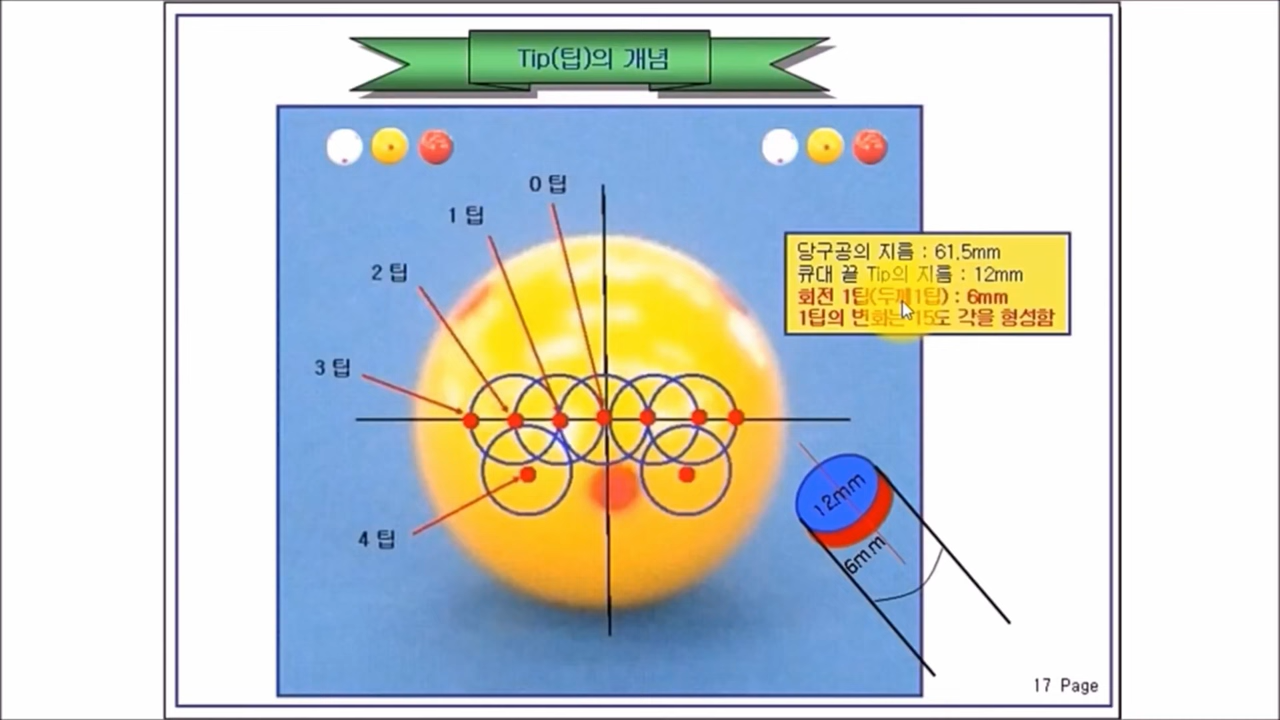 Tip(팁)의 개념
0 팁
1 팁
2 팁
3 팁
4 팁
당구공의 지름 : 61.5mm
큐대 끝 Tip의 지름 : 12mm
회전 1팁(두께1팁) : 6mm
1팁의 변화는 15도 각을 형성함
12mm
6mm
17 Page